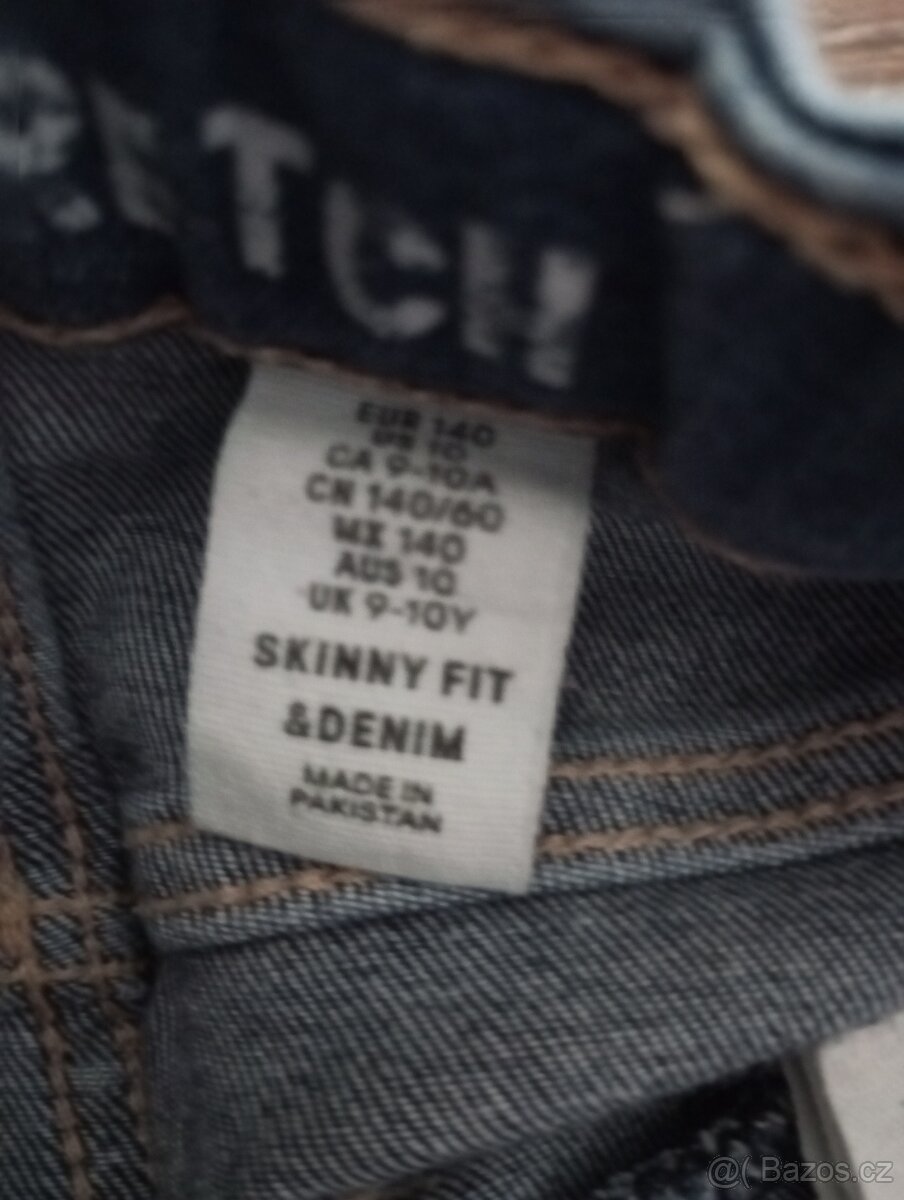 ETCH
EUR 140
US 10
CA 9-10A
CN 140/60
MX 140
AUS 10
UK 9-10Y
SKINNY FIT
&DENIM
MADE IN
PAKISTAN
@( Bazos.cz